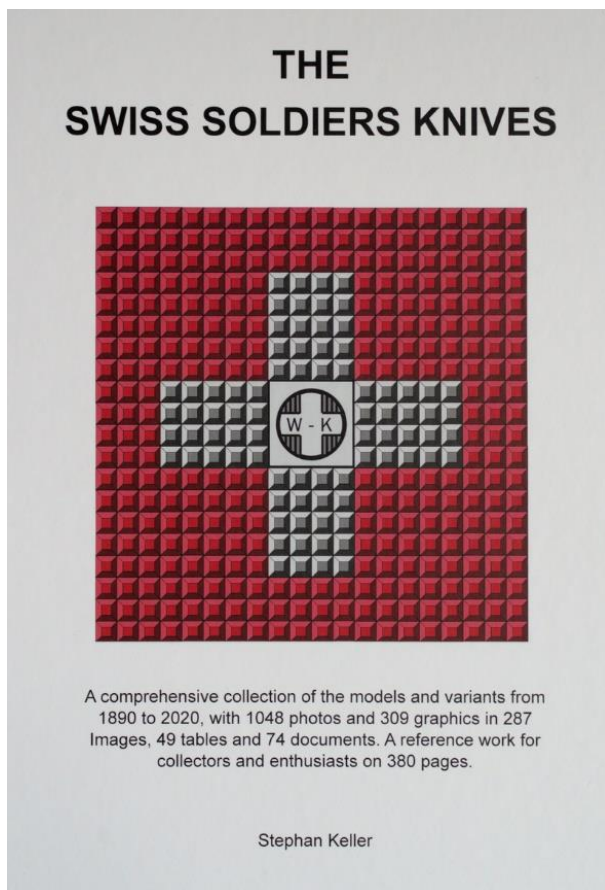 THE
SWISS SOLDIERS KNIVES
W - K
A comprehensive collection of the models and variants from
1890 to 2020, with 1048 photos and 309 graphics in 287
Images, 49 tables and 74 documents. A reference work for
collectors and enthusiasts on 380 pages.
Stephan Keller